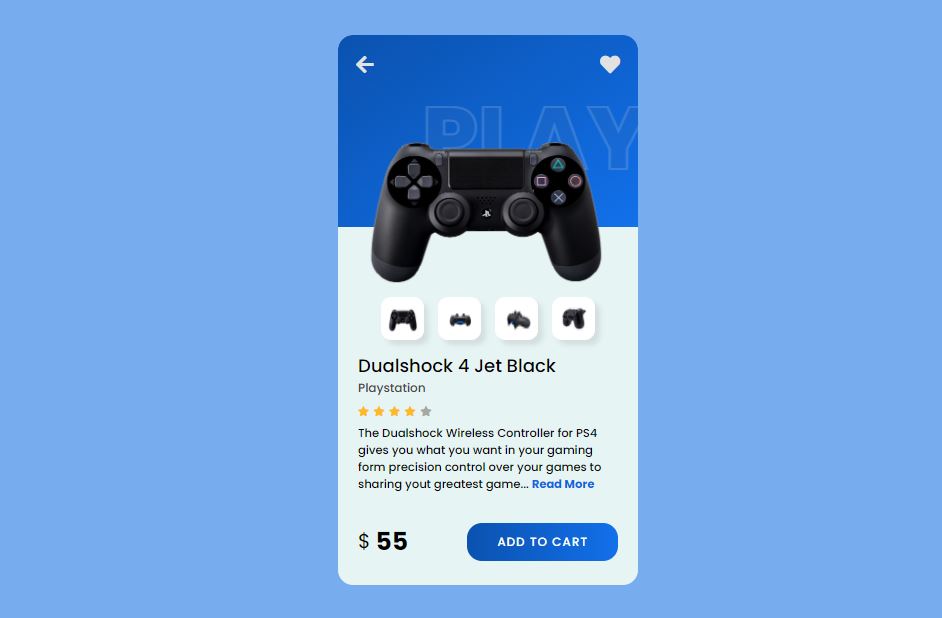 PLAY
Dualshock 4 Jet Black
Playstation
The Dualshock Wireless Controller for PS4
gives you what you want in your gaming
form precision control over your games to
sharing yout greatest game... Read More
$ 55 ADD TO CART